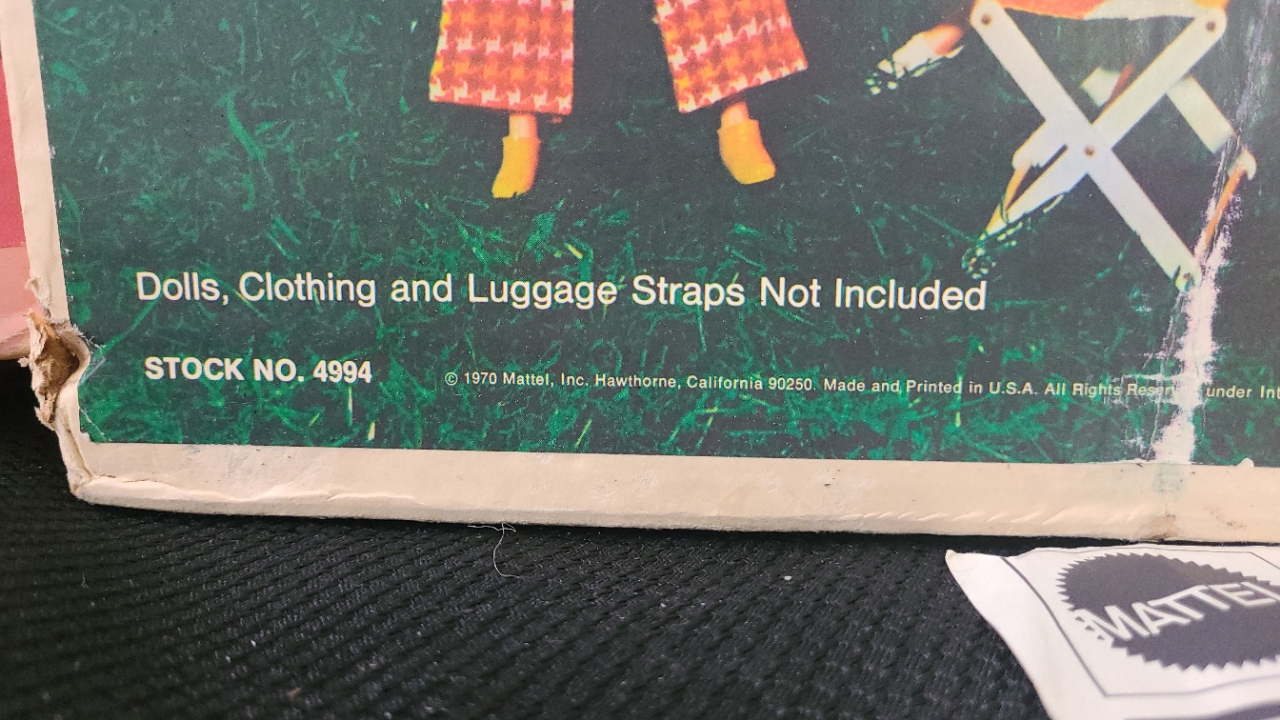 Dolls, Clothing and Luggage Straps Not Included
STOCK NO. 4994
© 1970 Mattel, Inc. Hawthorne, California 90250. Made and Printed in U.S.A. All Rights under
MATTEL